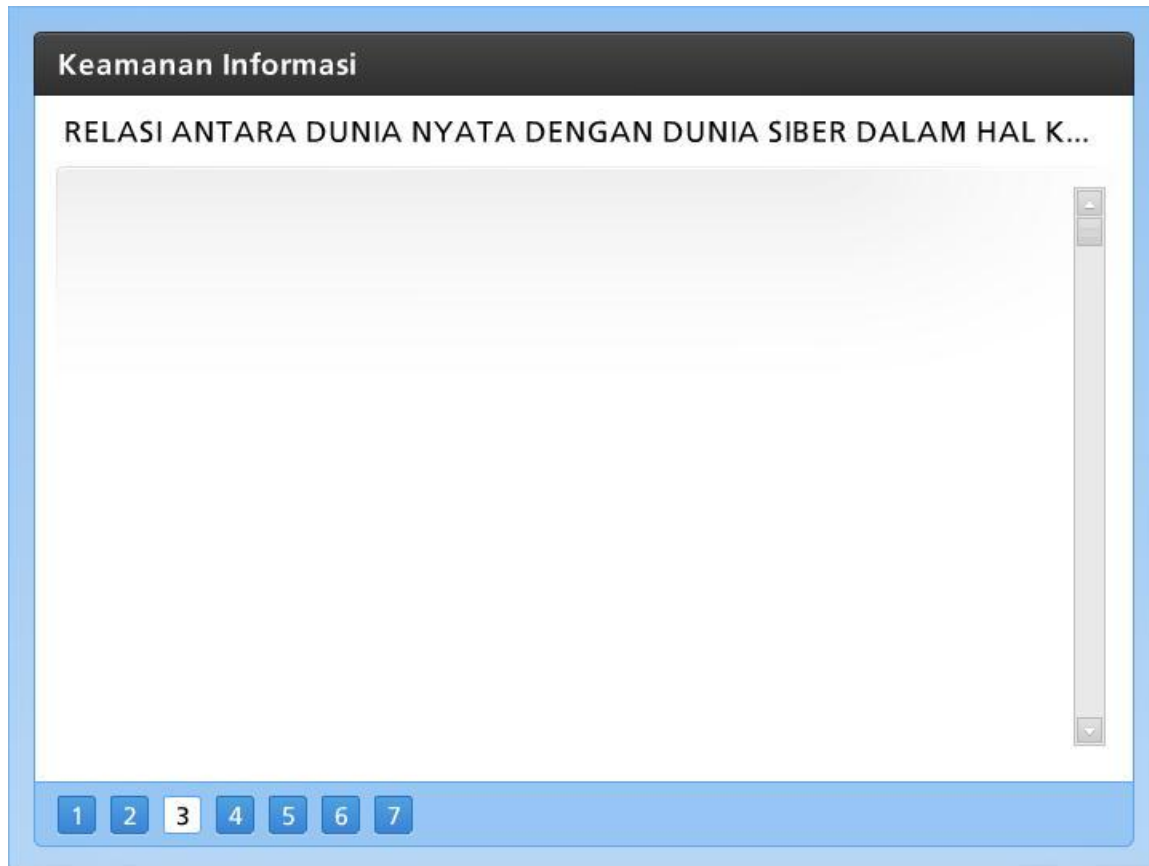 Keamanan Informasi
RELASI ANTARA DUNIA NYATA DENGAN DUNIA SIBER DALAM HAL K...
1 2 3 4 5 6 7